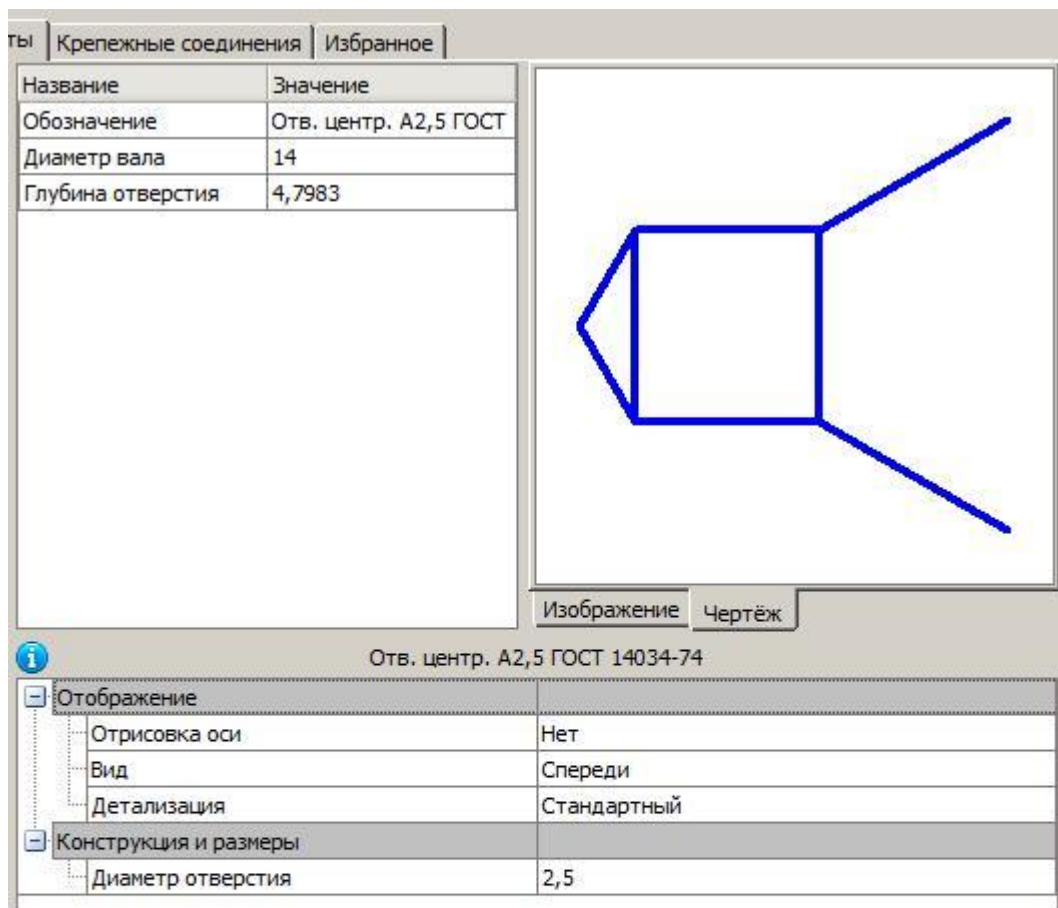 ты Крепежные соединения Избранное
Название Значение
Обозначение Отв. центр. А2,5 ГОСТ
Диаметр вала 14
Глубина отверстия 4,7983
Изображение Чертёж
Отв. центр. А2,5 ГОСТ 14034-74
Отображение
Отрисовка оси Нет
Вид Спереди
Детализация Стандартный
Конструкция и размеры
Диаметр отверстия 2,5